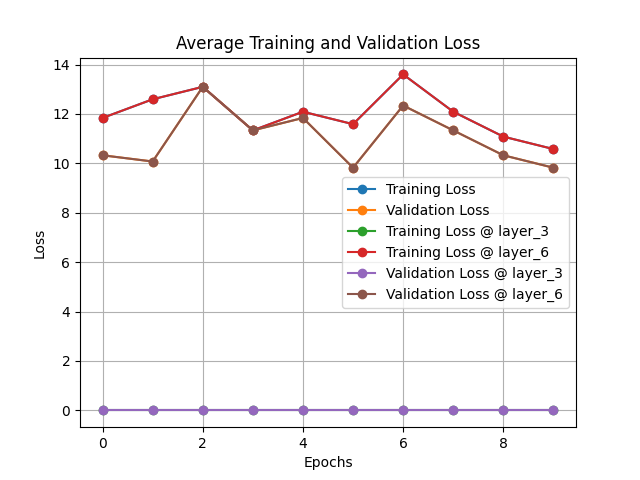 Average Training and Validation Loss
14
12
10
8
6
4
2
0
Loss
Training Loss
Validation Loss
Training Loss @ layer_3
Training Loss @ layer_6
Validation Loss @ layer_3
Validation Loss @ layer_6
0 2 4 6 8
Epochs